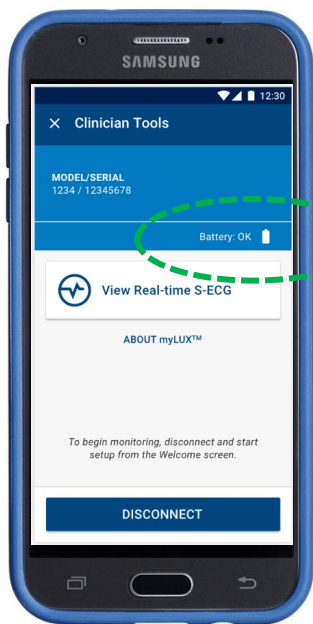 SAMSUNG
12:30
× Clinician Tools
MODEL/SERIAL
1234 / 12345678
Battery: OK
View Real-time S-ECG
ABOUT myLUX™
To begin monitoring, disconnect and start
setup from the Welcome screen.
DISCONNECT